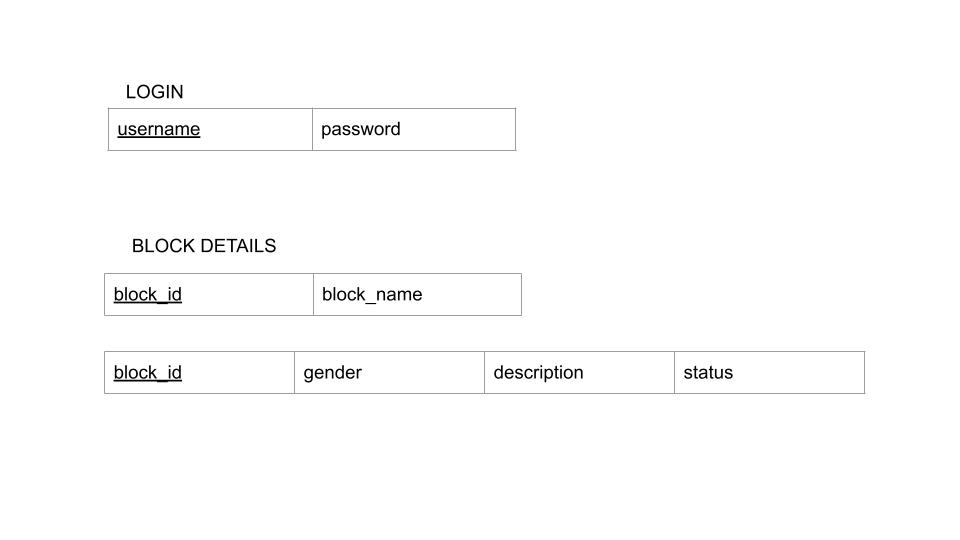 LOGIN
username password
BLOCK DETAILS
block_id block_name
block_id gender description status